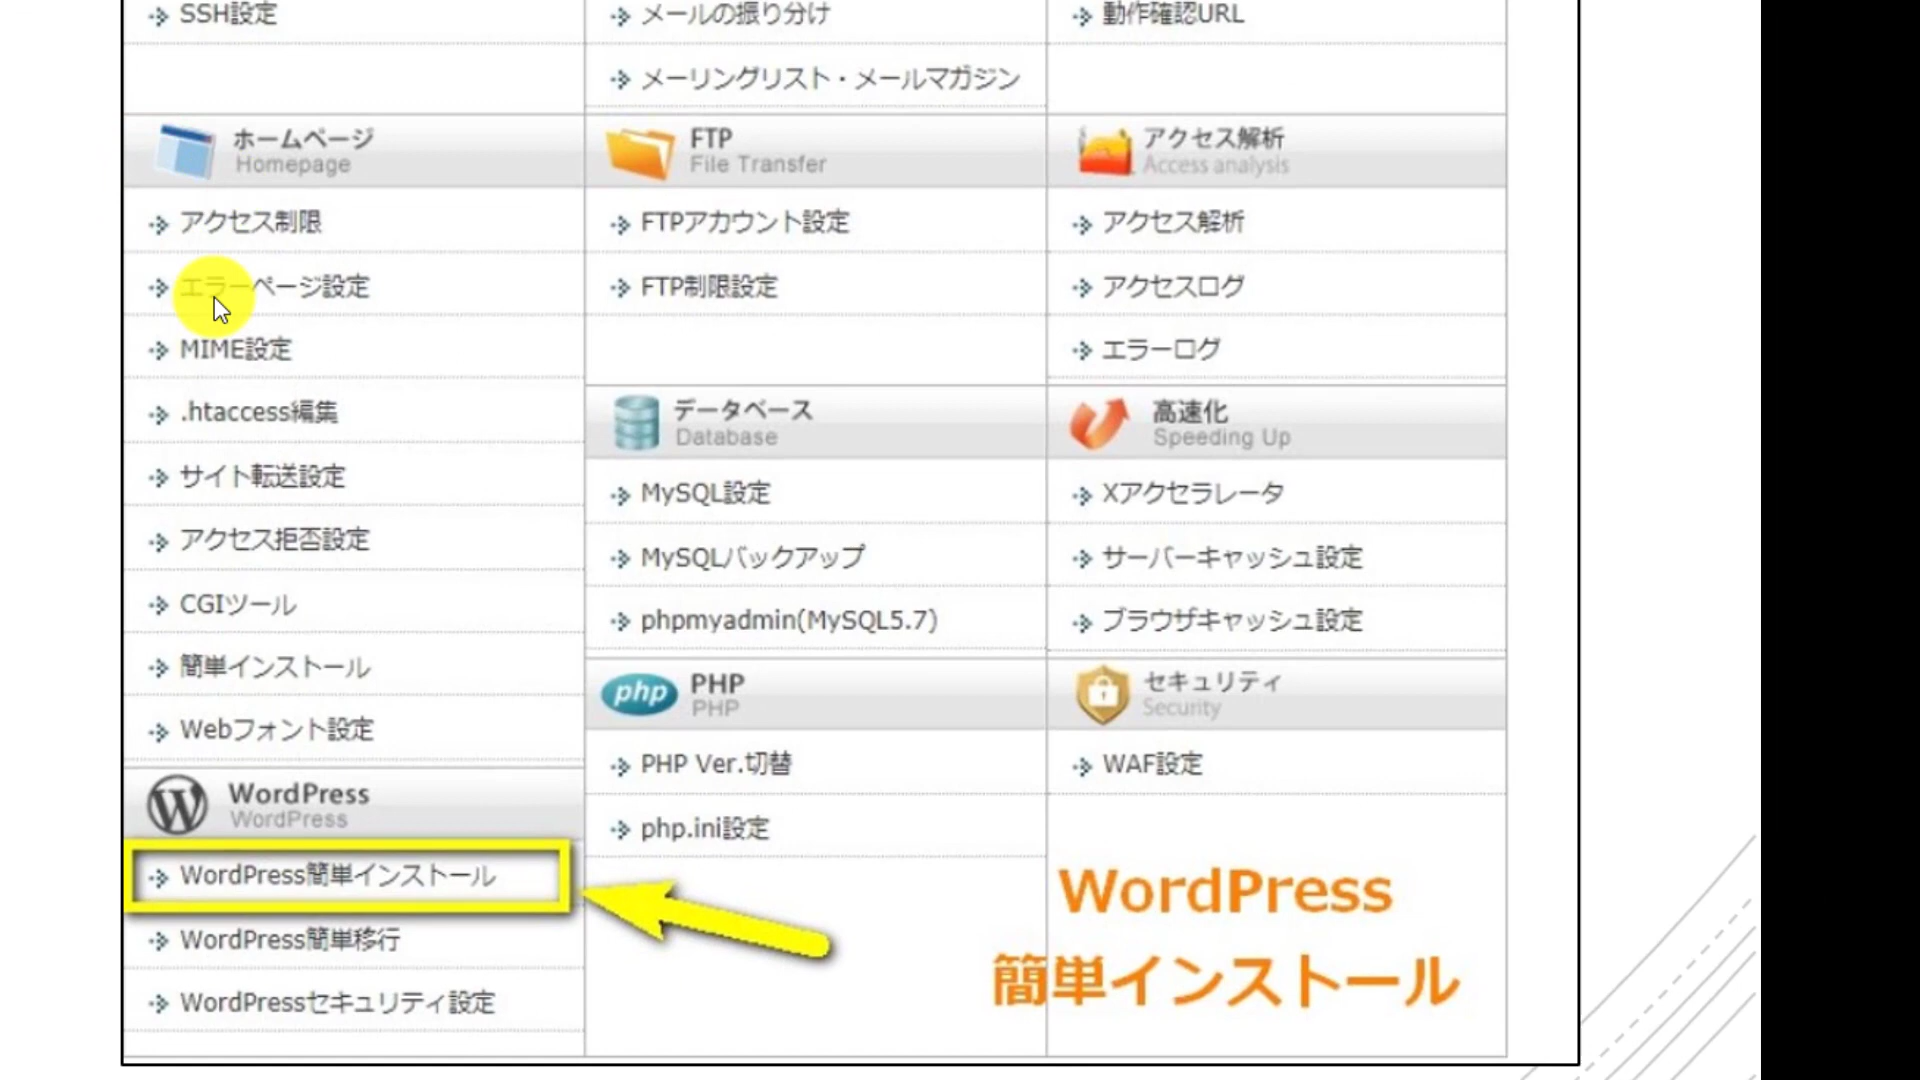 SSH設定
メールの振り分け
動作確認URL
メーリングリスト・メールマガジン
ホームページ
Homepage
アクセス制限
エラーページ設定
MIME設定
.htaccess編集
サイト転送設定
アクセス拒否設定
CGIツール
簡単インストール
Webフォント設定
WordPress
WordPress
WordPress簡単インストール
WordPress簡単移行
WordPressセキュリティ設定
FTP
File Transfer
FTPアカウント設定
FTP制限設定
データベース
Database
MySQL設定
MySQLバックアップ
phpmyadmin(MySQL5.7)
php
PHP
PHP
PHP Ver.切替
php.ini設定
アクセス解析
Access analysis
アクセス解析
アクセスログ
エラーログ
高速化
Speeding Up
Xアクセラレータ
サーバーキャッシュ設定
ブラウザキャッシュ設定
セキュリティ
Security
WAF設定
WordPress
簡単インストール